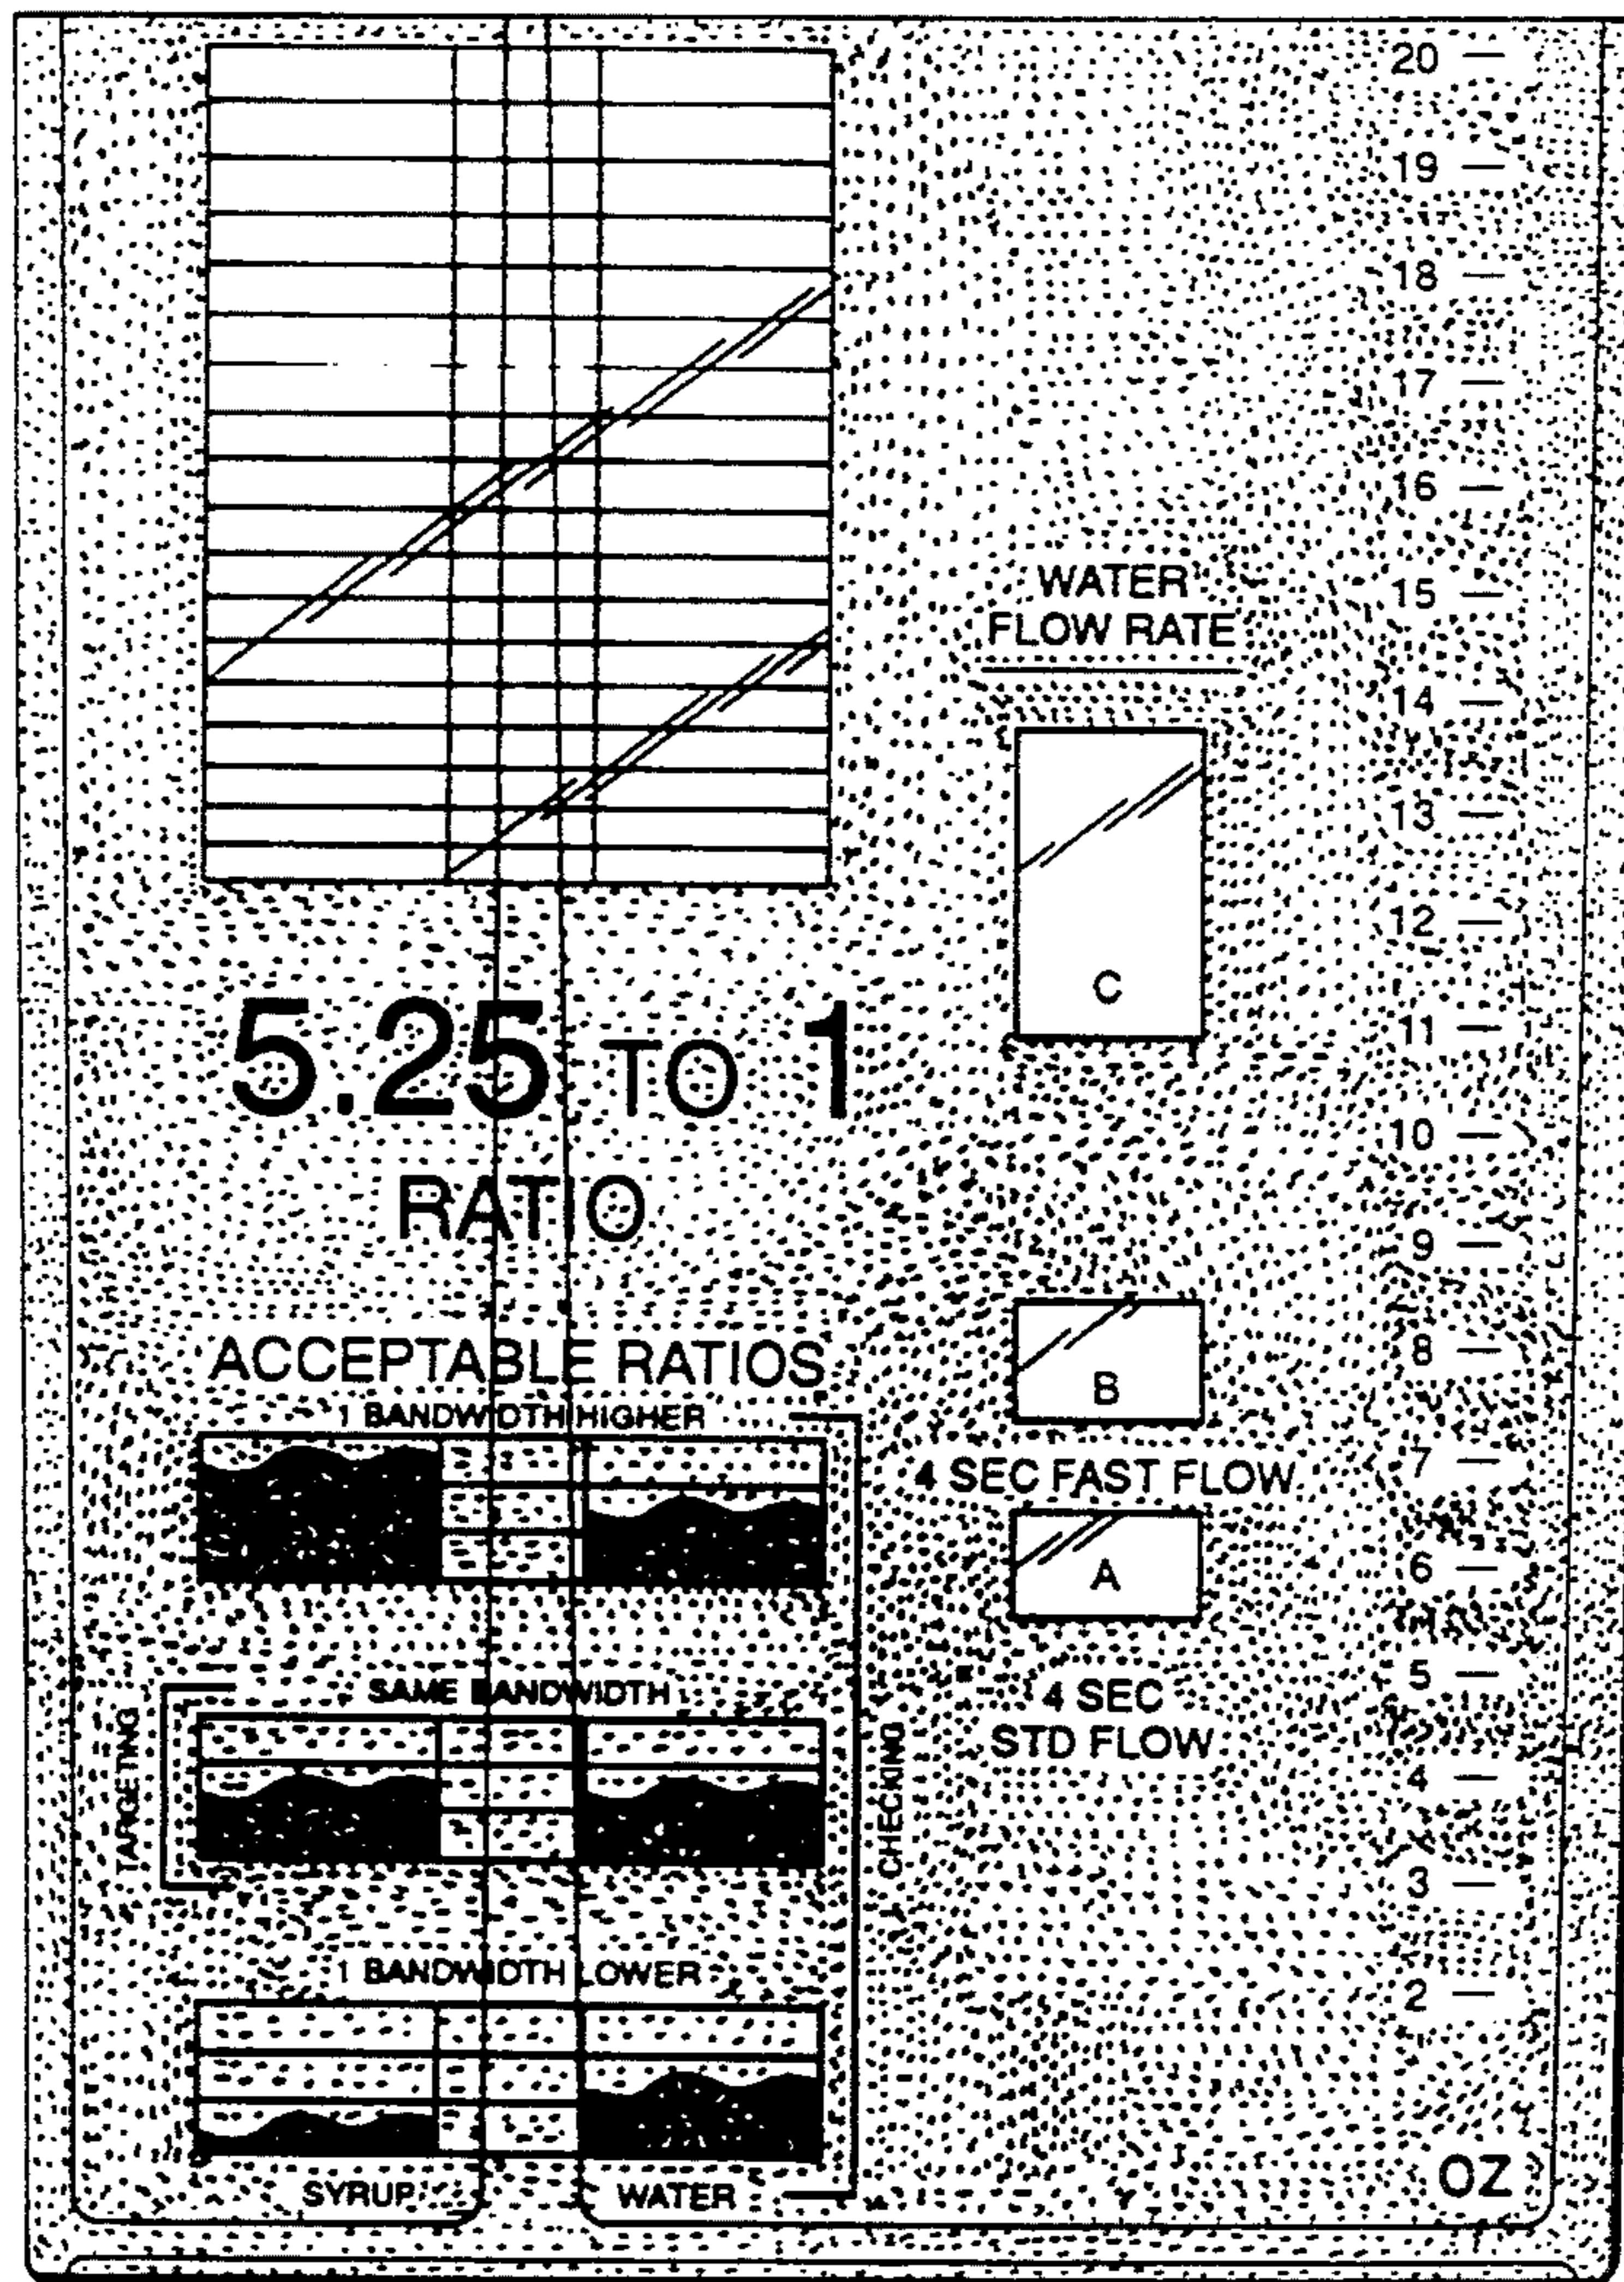 5.25 TO 1
RATIO
ACCEPTABLE RATIOS
1 BANDWIDTH HIGHER
SAME BANDWIDTH
TARGETING
CHECKING
1 BANDWIDTH LOWER
SYRUP
WATER
WATER
FLOW RATE
C
B
4 SEC FAST FLOW
A
4 SEC
STD FLOW
20
19
18
17
16
15
14
13
12
11
10
9
8
7
6
5
4
3
2
OZ